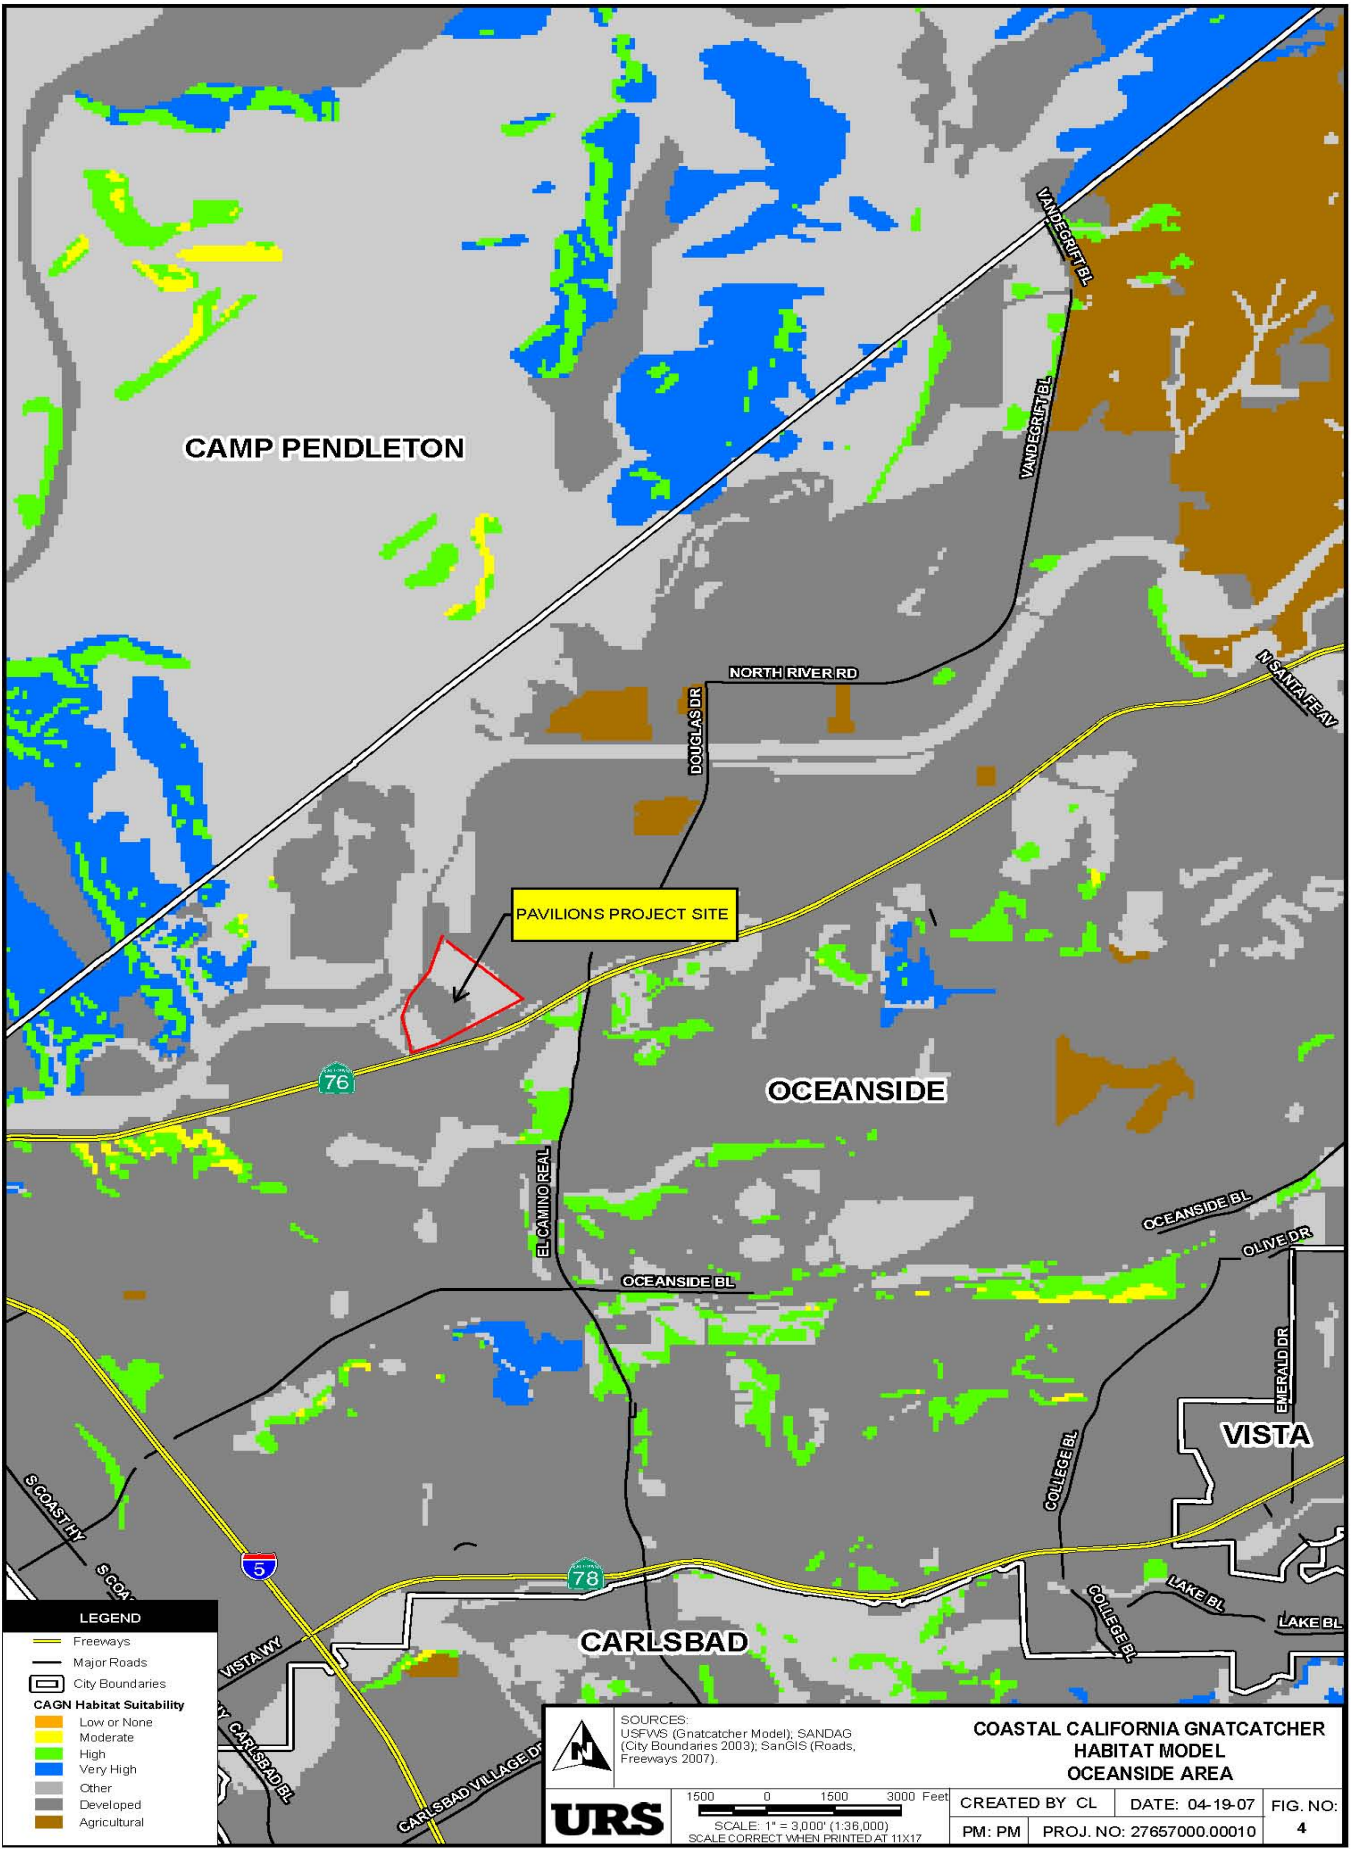 VANDEGRIFT BL
CAMP PENDLETON
VANDEGRIFT BL
NORTH RIVER RD
N SANTA FE AV
DOUGLAS DR
PAVILIONS PROJECT SITE
76
OCEANSIDE
EL CAMINO REAL
OCEANSIDE BL
OLIVE DR
OCEANSIDE BL
EMERALD DR
VISTA
COLLEGE BL
S COAST HY
S COA
5
78
LAKE BL
LAKE BL
COLLEGE BL
CARLSBAD
VISTA WY
CARLSBAD BL
CARLSBAD VILLAGE DR
LEGEND
Freeways
Major Roads
City Boundaries
CAGN Habitat Suitability
Low or None
Moderate
High
Very High
Other
Developed
Agricultural
N
SOURCES:
USFWS (Gnatcatcher Model); SANDAG
(City Boundaries 2003); SanGIS (Roads,
Freeways 2007).
COASTAL CALIFORNIA GNATCATCHER
HABITAT MODEL
OCEANSIDE AREA
URS
1500 0 1500 3000 Feet
SCALE: 1" = 3,000' (1:36,000)
SCALE CORRECT WHEN PRINTED AT 11X17
CREATED BY CL
DATE: 04-19-07
FIG. NO:
4
PM: PM
PROJ. NO: 27657000.00010